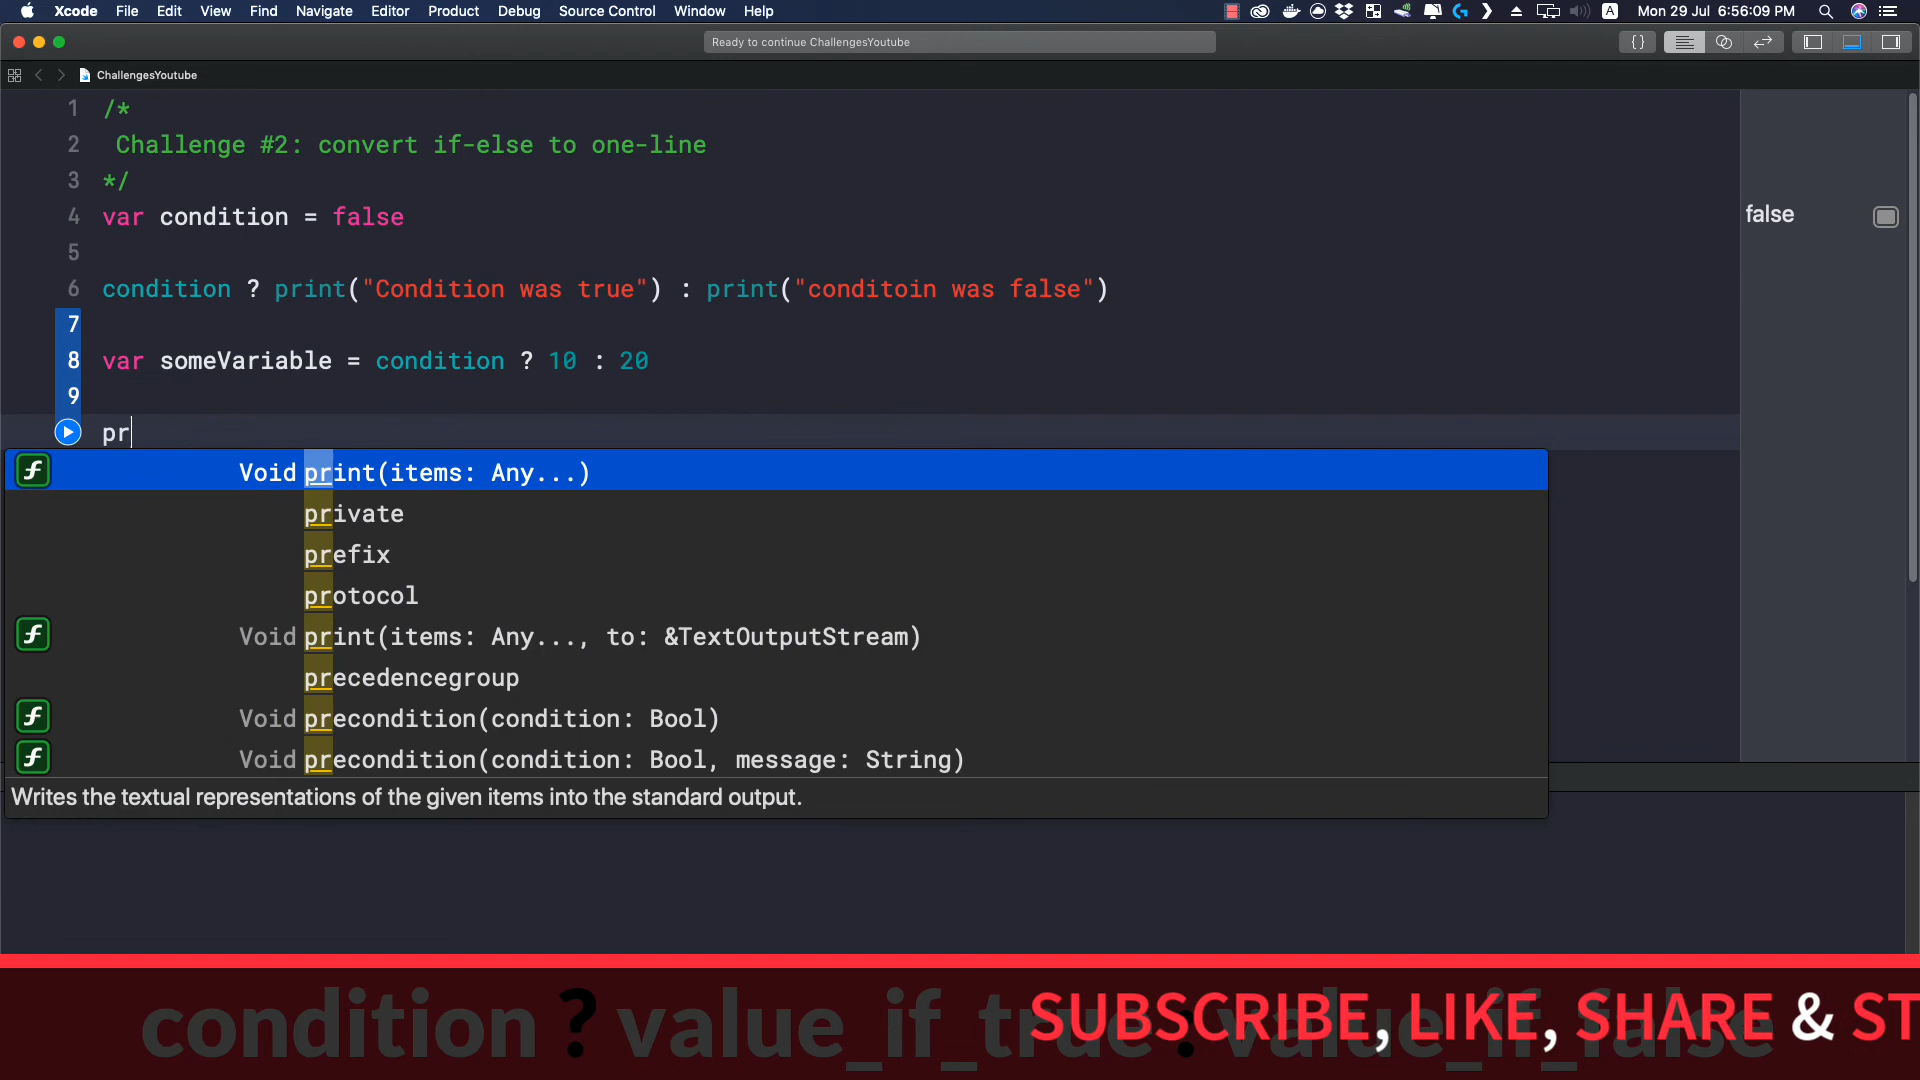 Xcode File Edit View Find Navigate Editor Product Debug Source Control Window Help A Mon 29 Jul 6:56:09 PM
Ready to continue ChallengesYoutube {}
ChallengesYoutube
1 /*
2 Challenge #2: convert if-else to one-line
3 */
4 var condition = false false
5
6 condition ? print("Condition was true") : print("conditoin was false")
7
8 var someVariable = condition ? 10 : 20
9
pr
f Void print(items: Any...)
private
prefix
protocol
f Void print(items: Any..., to: &TextOutputStream)
precedencegroup
f Void precondition(condition: Bool)
f Void precondition(condition: Bool, message: String)
Writes the textual representations of the given items into the standard output.
condition ? value_if_true : value_if_false
SUBSCRIBE, LIKE, SHARE & ST